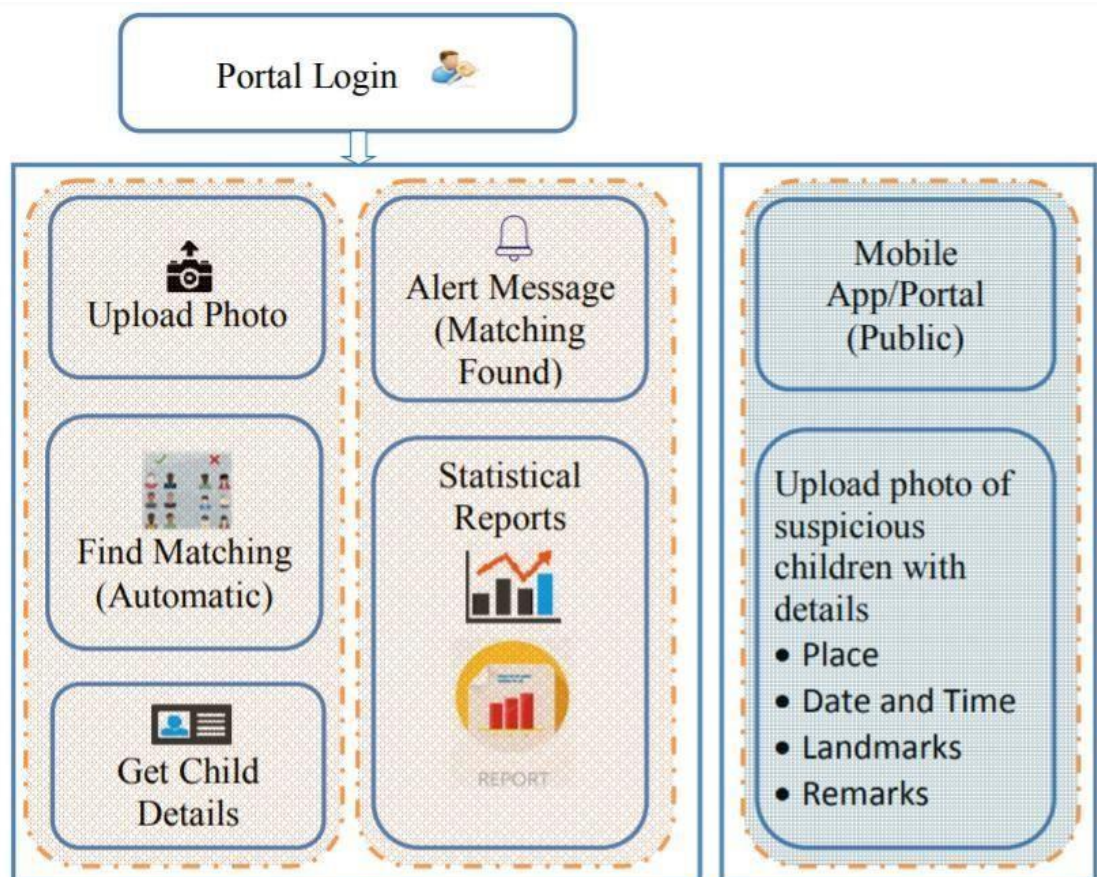 Portal Login
Upload Photo
Find Matching
(Automatic)
Get Child
Details
Alert Message
(Matching
Found)
Statistical
Reports
REPORT
Mobile
App/Portal
(Public)
Upload photo of
suspicious
children with
details
• Place
• Date and Time
• Landmarks
• Remarks